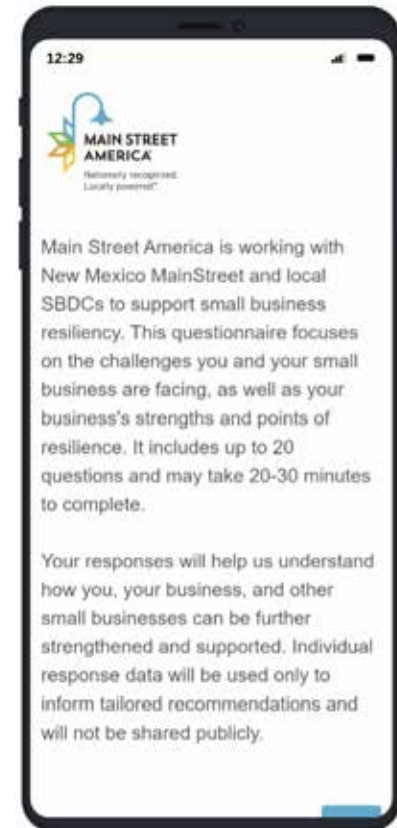 12:29
MAIN STREET
AMERICA
Nationally recognized.
Locally powered.™
Main Street America is working with
New Mexico MainStreet and local
SBDCs to support small business
resiliency. This questionnaire focuses
on the challenges you and your small
business are facing, as well as your
business's strengths and points of
resilience. It includes up to 20
questions and may take 20-30 minutes
to complete.
Your responses will help us understand
how you, your business, and other
small businesses can be further
strengthened and supported. Individual
response data will be used only to
inform tailored recommendations and
will not be shared publicly.